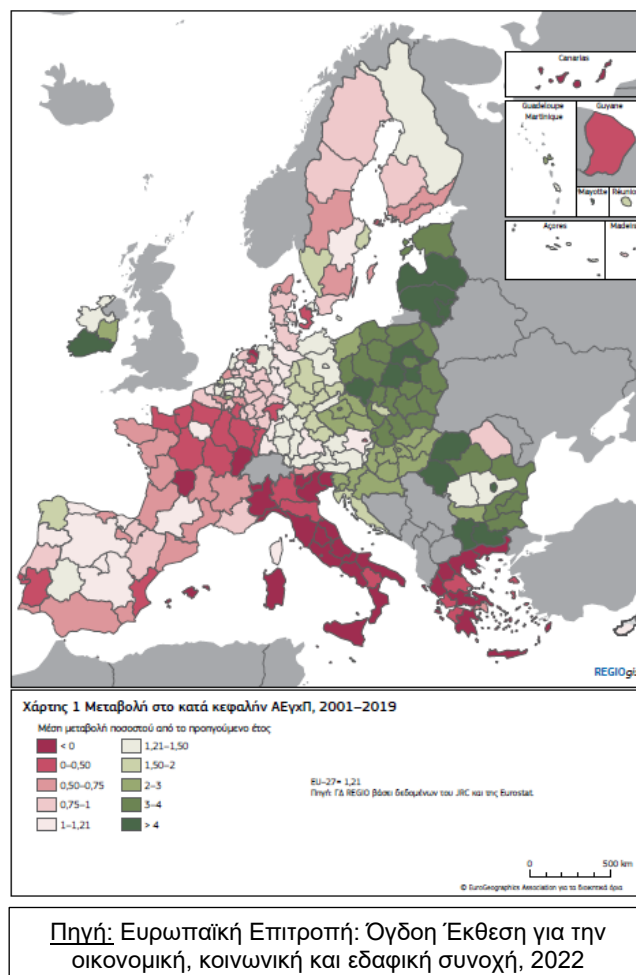 Canarias
Guadeloupe
Martinique
Guyane
Mayotte
Réunion
Açores
Madeira
REGIOgis
Χάρτης 1 Μεταβολή στο κατά κεφαλήν ΑΕγχΠ, 2001–2019
Μέση μεταβολή ποσοστού από το προηγούμενο έτος
< 0
0–0,50
0,50–0,75
0,75–1
1–1,21
1,21–1,50
1,50–2
2–3
3–4
> 4
EU–27= 1,21
Πηγή: ΓΔ REGIO βάσει δεδομένων του JRC και της Eurostat.
0 500 km
© EuroGeographics Association για τα διοικητικά όρια
Πηγή: Ευρωπαϊκή Επιτροπή: Όγδοη Έκθεση για την
οικονομική, κοινωνική και εδαφική συνοχή, 2022